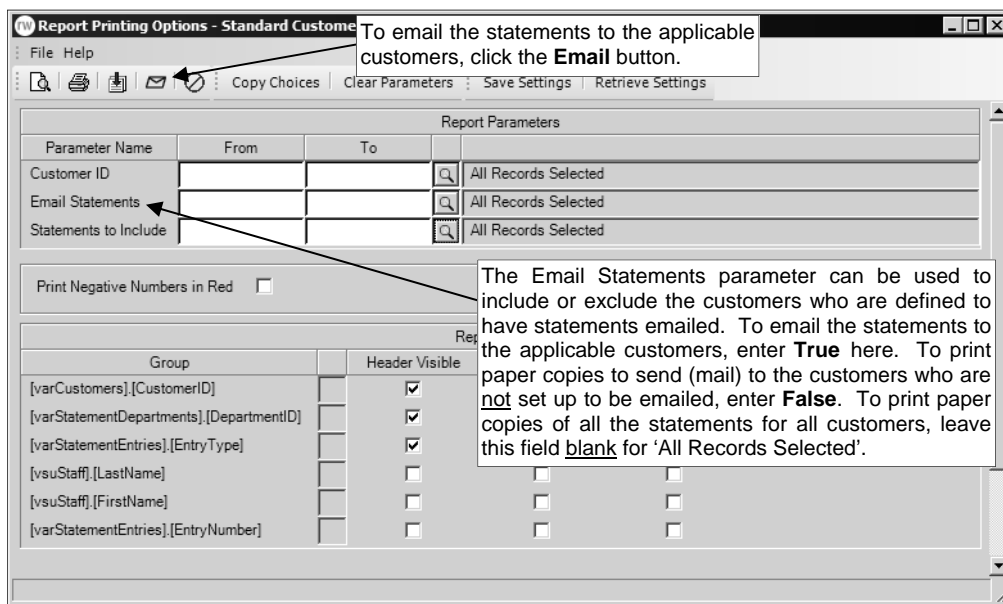 rw Report Printing Options - Standard Custome
To email the statements to the applicable
customers, click the Email button.
File Help
Copy Choices Clear Parameters Save Settings Retrieve Settings
Report Parameters
Parameter Name From To
Customer ID All Records Selected
Email Statements All Records Selected
Statements to Include All Records Selected
Print Negative Numbers in Red
The Email Statements parameter can be used to
include or exclude the customers who are defined to
have statements emailed. To email the statements to
the applicable customers, enter True here. To print
paper copies to send (mail) to the customers who are
not set up to be emailed, enter False. To print paper
copies of all the statements for all customers, leave
this field blank for ‘All Records Selected’.
Rep
Group Header Visible
[varCustomers].[CustomerID]
[varStatementDepartments].[DepartmentID]
[varStatementEntries].[EntryType]
[vsuStaff].[LastName]
[vsuStaff].[FirstName]
[varStatementEntries].[EntryNumber]